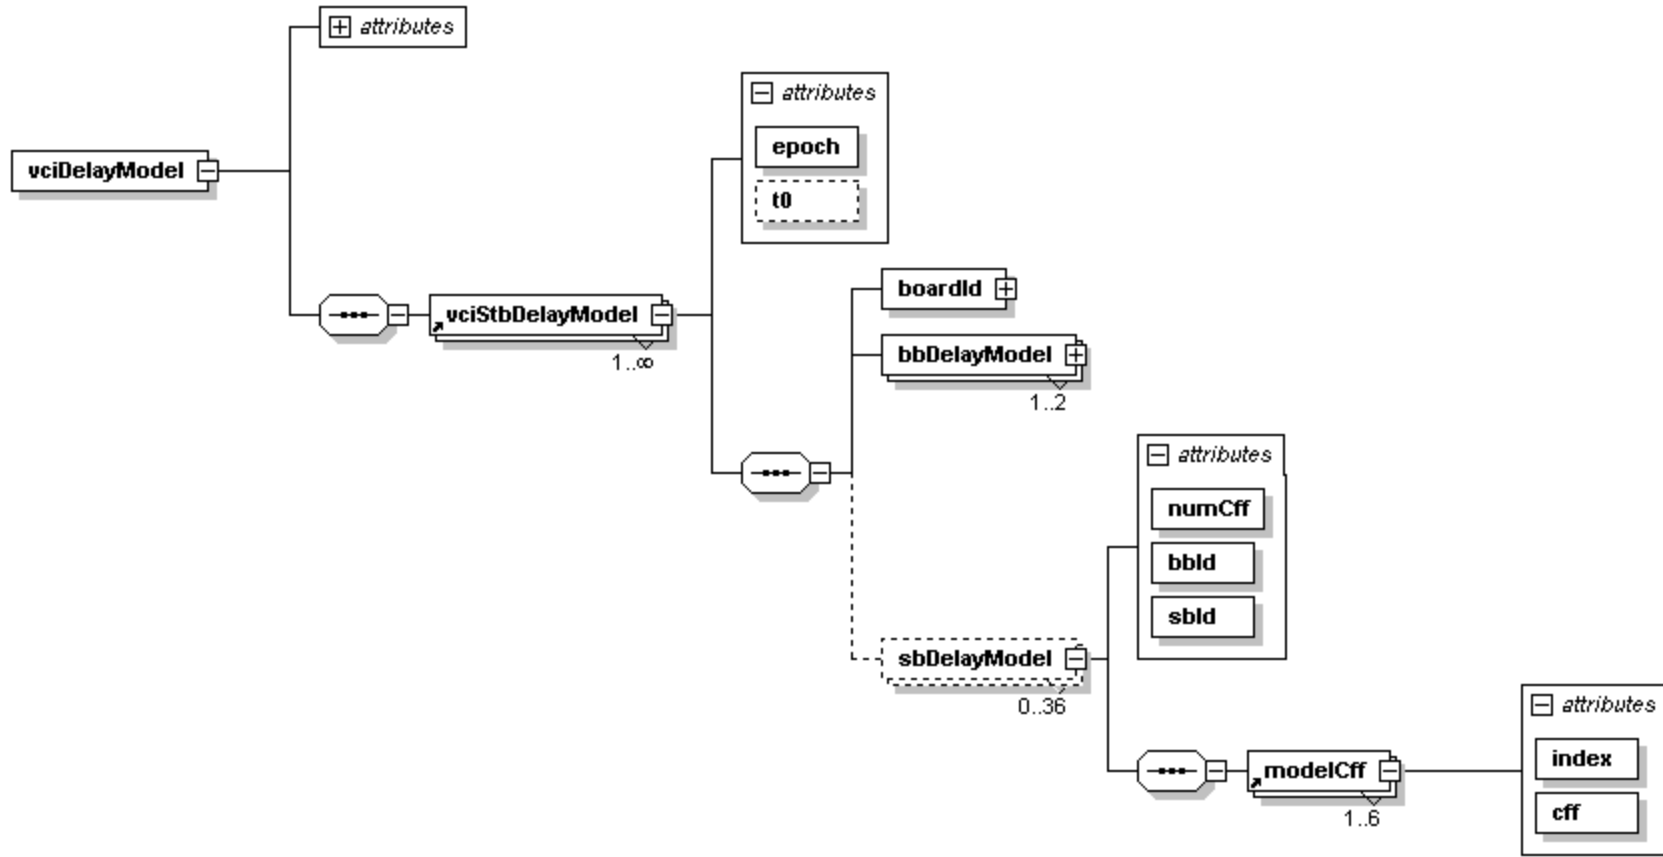 attributes
attributes
epoch
vciDelayModel
t0
boardId
vciStbDelayModel
1..∞
bbDelayModel
1..2
attributes
numCff
bbId
sbId
sbDelayModel
0..36
attributes
modelCff
index
1..6
cff